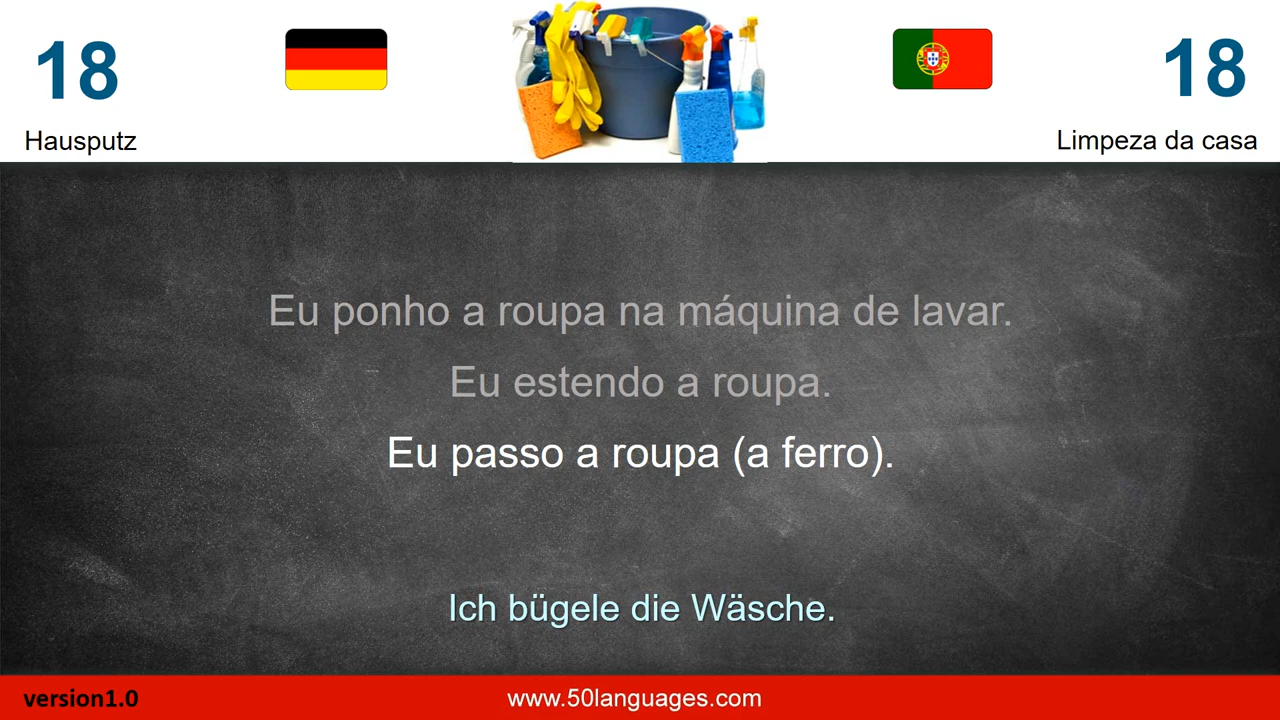 18
18
Hausputz
Limpeza da casa
Eu ponho a roupa na máquina de lavar.
Eu estendo a roupa.
Eu passo a roupa (a ferro).
Ich bügele die Wäsche.
version1.0
www.50languages.com